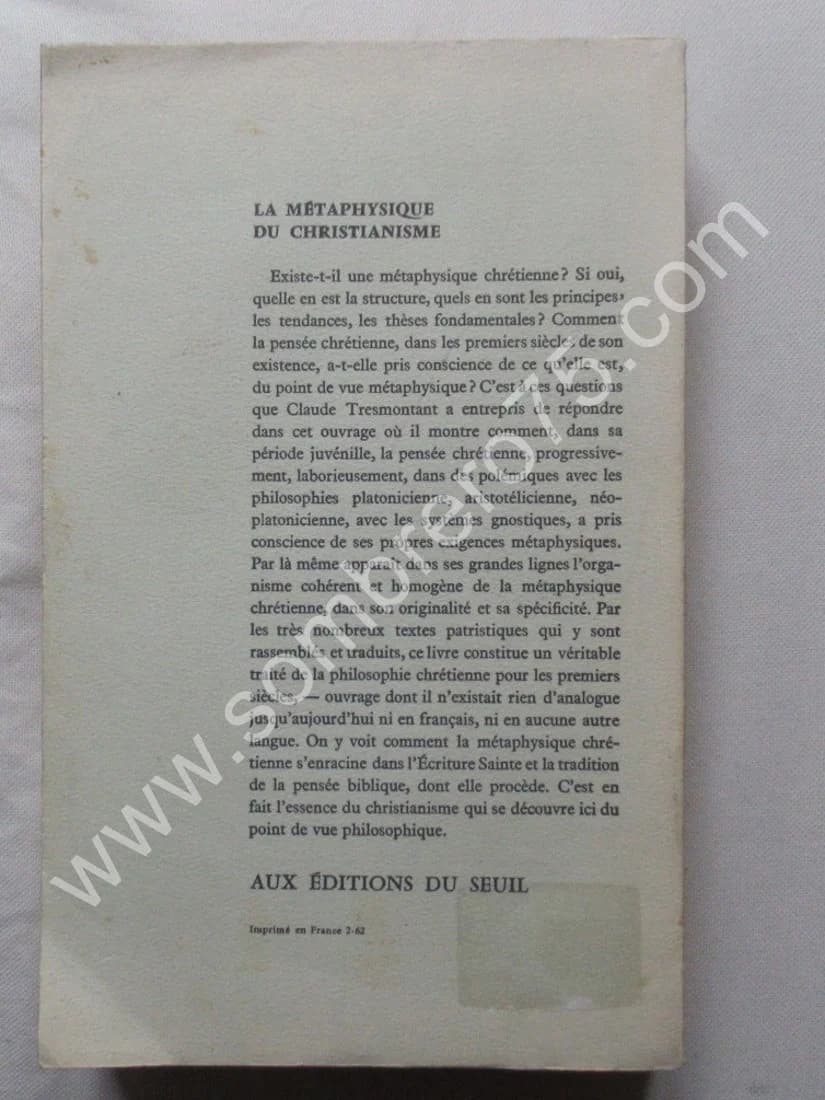 LA MÉTAPHYSIQUE
DU CHRISTIANISME
Existe-t-il une métaphysique chrétienne? Si oui,
quelle en est la structure, quels en sont les principes,
les tendances, les thèses fondamentales? Comment
la pensée chrétienne, dans les premiers siècles de son
existence, a-t-elle pris conscience de ce qu'elle est,
du point de vue métaphysique? C'est à ces questions
que Claude Tresmontant a entrepris de répondre
dans cet ouvrage où il montre comment, dans sa
période juvénille, la pensée chrétienne, progressive-
ment, laborieusement, dans des polémiques avec les
philosophies platonicienne, aristotélicienne, néo-
platonicienne, avec les systèmes gnostiques, a pris
conscience de ses propres exigences métaphysiques.
Par là même apparaît dans ses grandes lignes l'orga-
nisme cohérent et homogène de la métaphysique
chrétienne, dans son originalité et sa spécificité. Par
les très nombreux textes patristiques qui y sont
rassemblés et traduits, ce livre constitue un véritable
traité de la philosophie chrétienne pour les premiers
siècles, — ouvrage dont il n'existait rien d'analogue
jusqu'aujourd'hui ni en français, ni en aucune autre
langue. On y voit comment la métaphysique chré-
tienne s'enracine dans l'Écriture Sainte et la tradition
de la pensée biblique, dont elle procède. C'est en
fait l'essence du christianisme qui se découvre ici du
point de vue philosophique.
AUX ÉDITIONS DU SEUIL
Imprimé en France 2-62
www.sombrero75.com